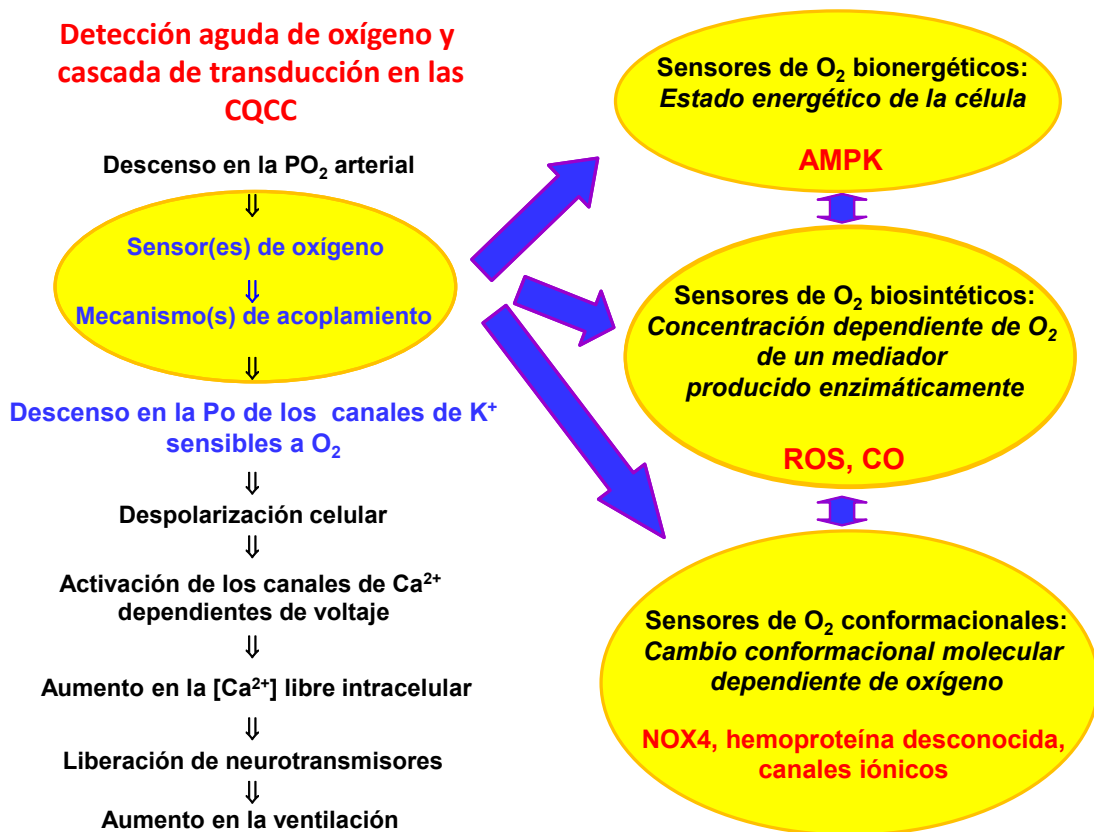 Detección aguda de oxígeno y
cascada de transducción en las
CQCC
Descenso en la PO₂ arterial
⇓
Sensor(es) de oxígeno
⇓
Mecanismo(s) de acoplamiento
⇓
Descenso en la Po de los canales de K⁺
sensibles a O₂
⇓
Despolarización celular
⇓
Activación de los canales de Ca²⁺
dependientes de voltaje
⇓
Aumento en la [Ca²⁺] libre intracelular
⇓
Liberación de neurotransmisores
⇓
Aumento en la ventilación
Sensores de O₂ bionergéticos:
Estado energético de la célula
AMPK
Sensores de O₂ biosintéticos:
Concentración dependiente de O₂
de un mediador
producido enzimáticamente
ROS, CO
Sensores de O₂ conformacionales:
Cambio conformacional molecular
dependiente de oxígeno
NOX4, hemoproteína desconocida,
canales iónicos